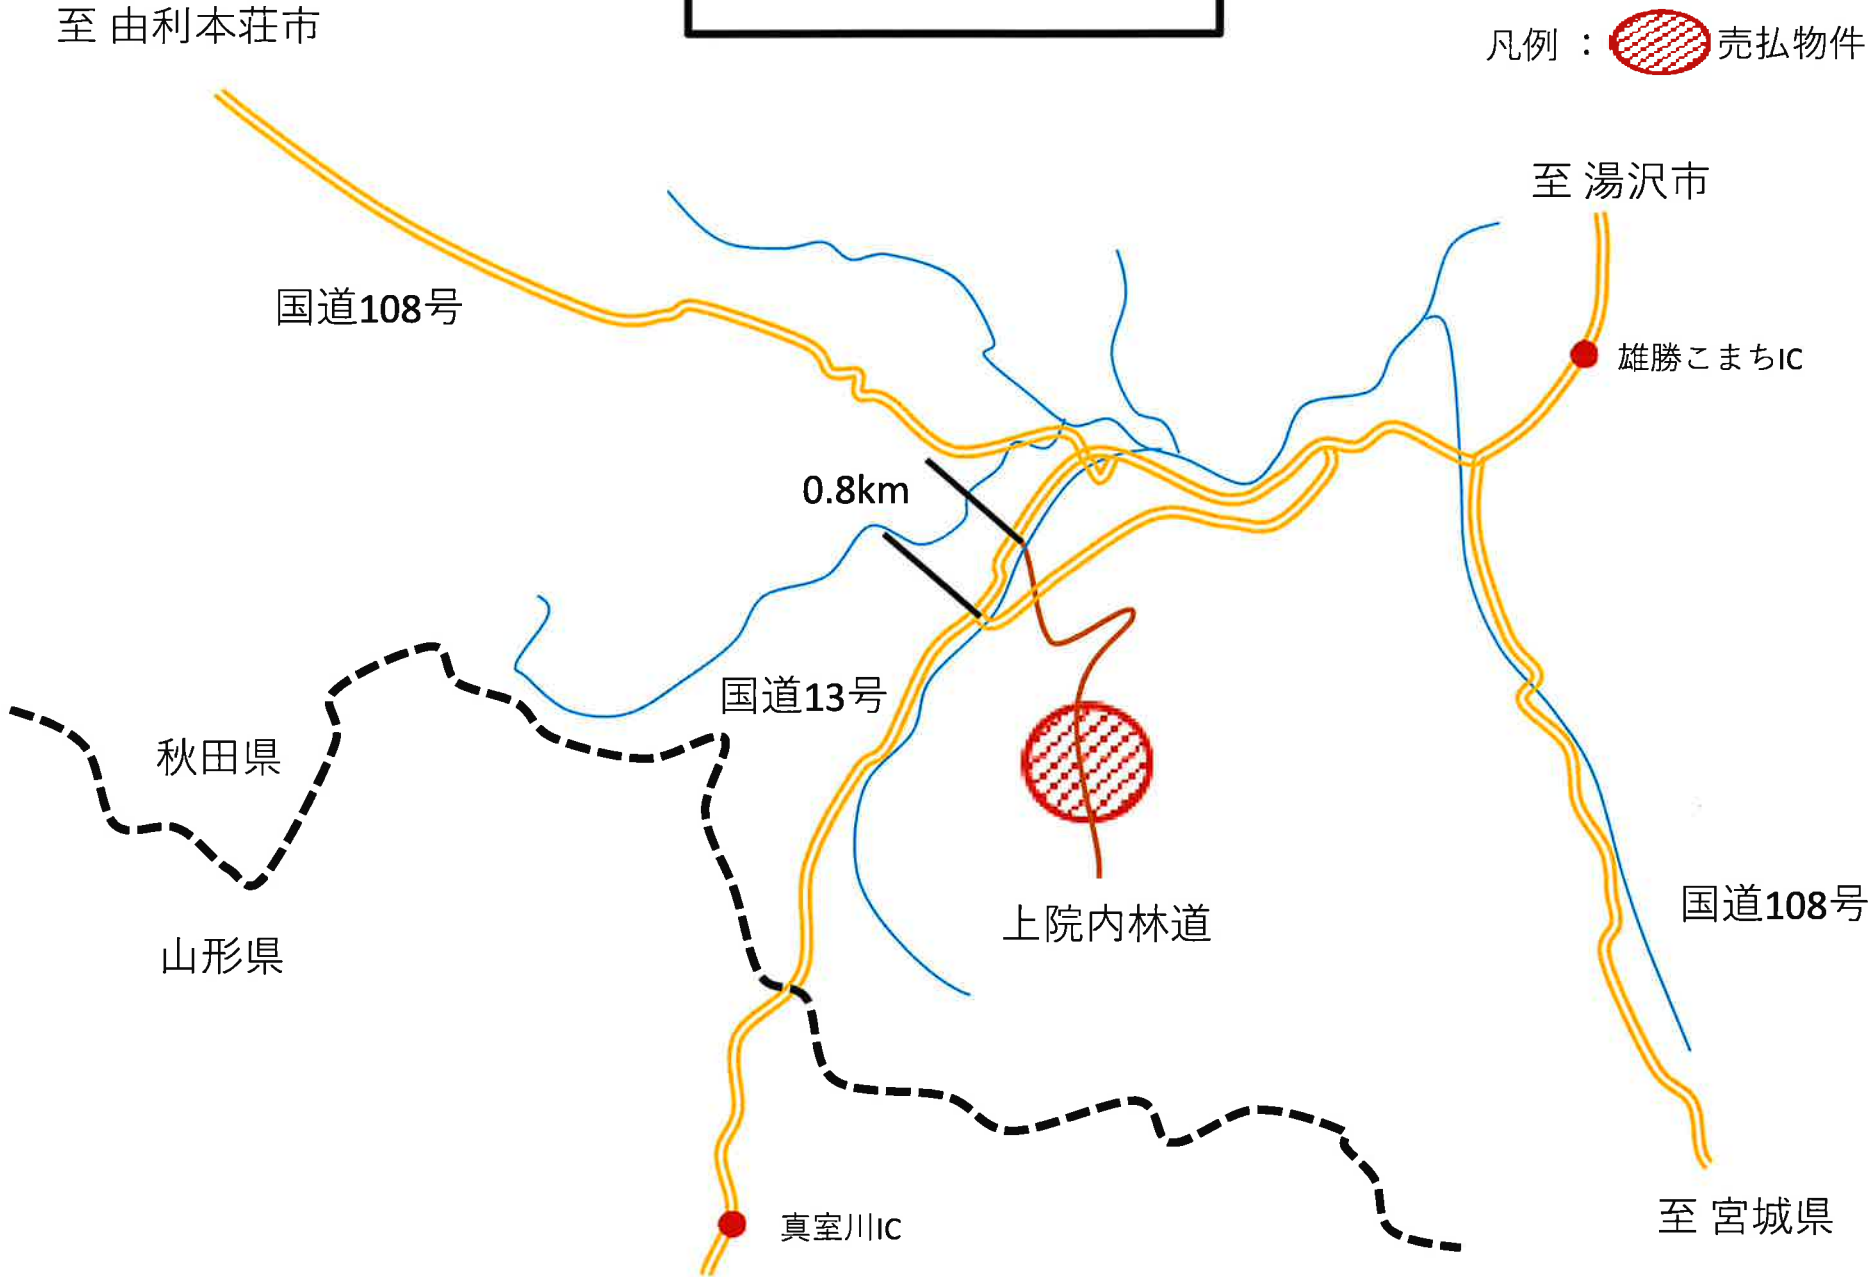 至 由利本荘市
凡例 : 売払物件
至 湯沢市
国道108号
雄勝こまちIC
0.8km
国道13号
秋田県
国道108号
上院内林道
山形県
至 宮城県
真室川IC